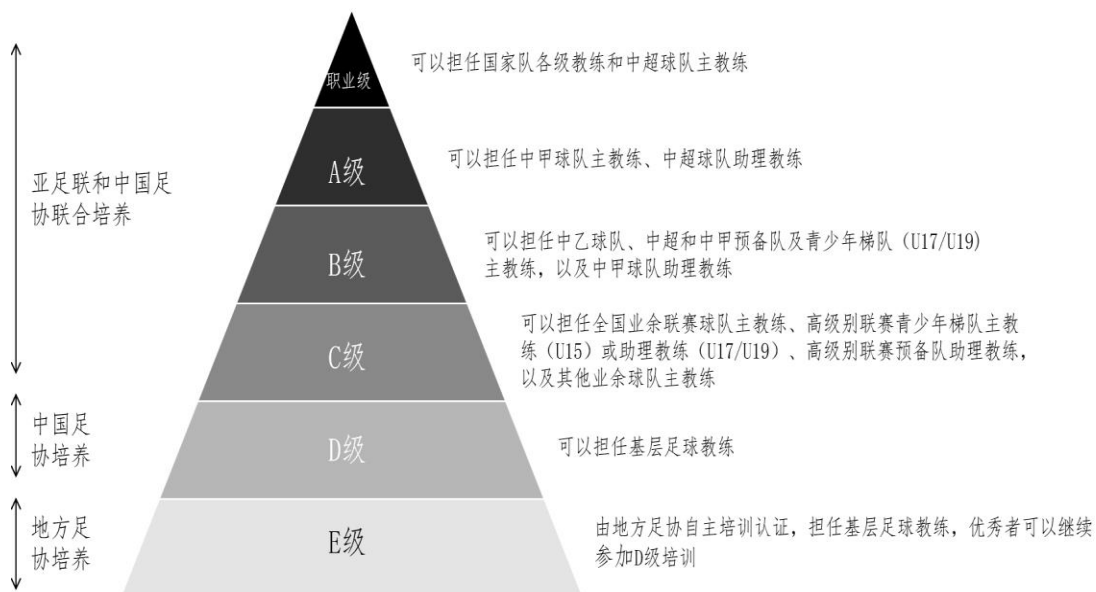 职业级
可以担任国家队各级教练和中超球队主教练
A级
可以担任中甲球队主教练、中超球队助理教练
亚足联和中国足
协联合培养
B级
可以担任中乙球队、中超和中甲预备队及青少年梯队（U17/U19）
主教练，以及中甲球队助理教练
C级
可以担任全国业余联赛球队主教练、高级别联赛青少年梯队主教
练（U15）或助理教练（U17/U19）、高级别联赛预备队助理教练，
以及其他业余球队主教练
中国足
协培养
D级
可以担任基层足球教练
地方足
协培养
E级
由地方足协自主培训认证，担任基层足球教练，优秀者可以继续
参加D级培训